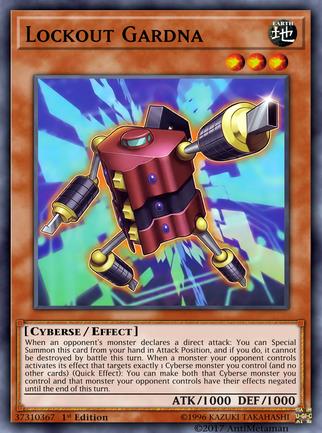 Lockout Gardna
EARTH
地
[Cyberse / Effect]
When an opponent's monster declares a direct attack: You can Special
Summon this card from your hand in Attack Position, and if you do, it cannot
be destroyed by battle this turn. When a monster your opponent controls
activates its effect that targets exactly 1 Cyberse monster you control (and no
other cards) (Quick Effect): You can make both that Cyberse monster you
control and that monster your opponent controls have their effects negated
until the end of this turn.
ATK/1000 DEF/1000
37310367 1st Edition ©1996 KAZUKI TAKAHASHI
©2017 AntiMetaman